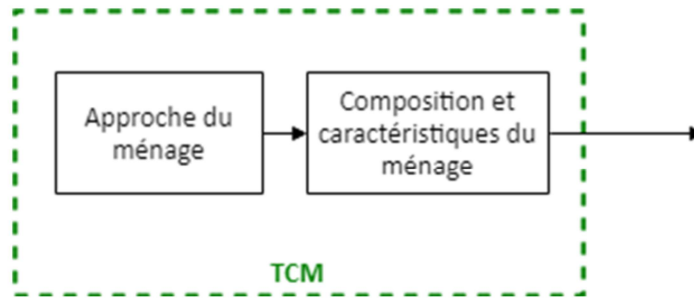 Approche du
ménage
Composition et
caractéristiques du
ménage
TCM